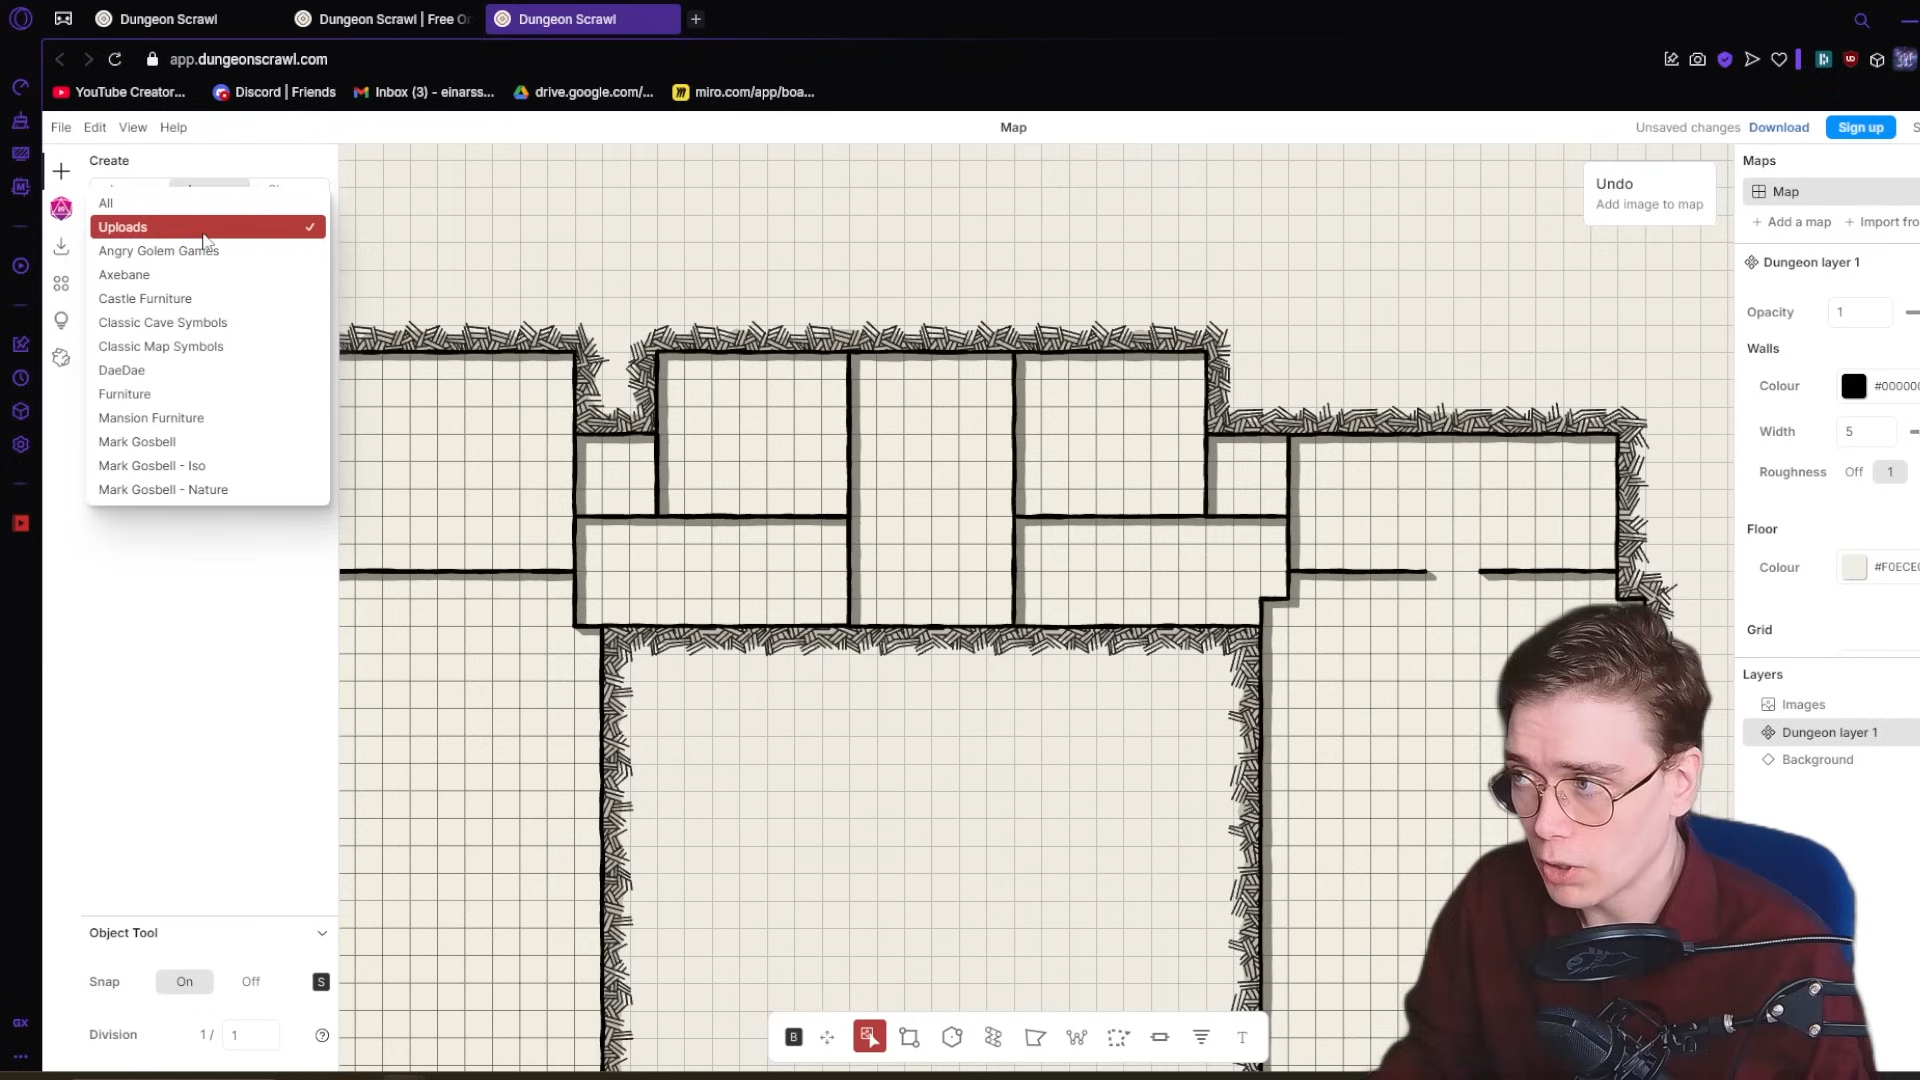 Dungeon Scrawl
Dungeon Scrawl | Free On
Dungeon Scrawl
app.dungeonscrawl.com
YouTube Creator...
Discord | Friends
Inbox (3) - einarss...
drive.google.com/...
miro.com/app/boa...
File Edit View Help
Map
Unsaved changes
Download
Sign up
Create
All
Uploads
Angry Golem Games
Axebane
Castle Furniture
Classic Cave Symbols
Classic Map Symbols
DaeDae
Furniture
Mansion Furniture
Mark Gosbell
Mark Gosbell - Iso
Mark Gosbell - Nature
Undo
Add image to map
Maps
Map
+ Add a map + Import fro
Dungeon layer 1
Opacity 1
Walls
Colour #000000
Width 5
Roughness Off 1
Floor
Colour #F0ECE0
Grid
Layers
Images
Dungeon layer 1
Background
Object Tool
Snap On Off S
Division 1 / 1
B
T
GX